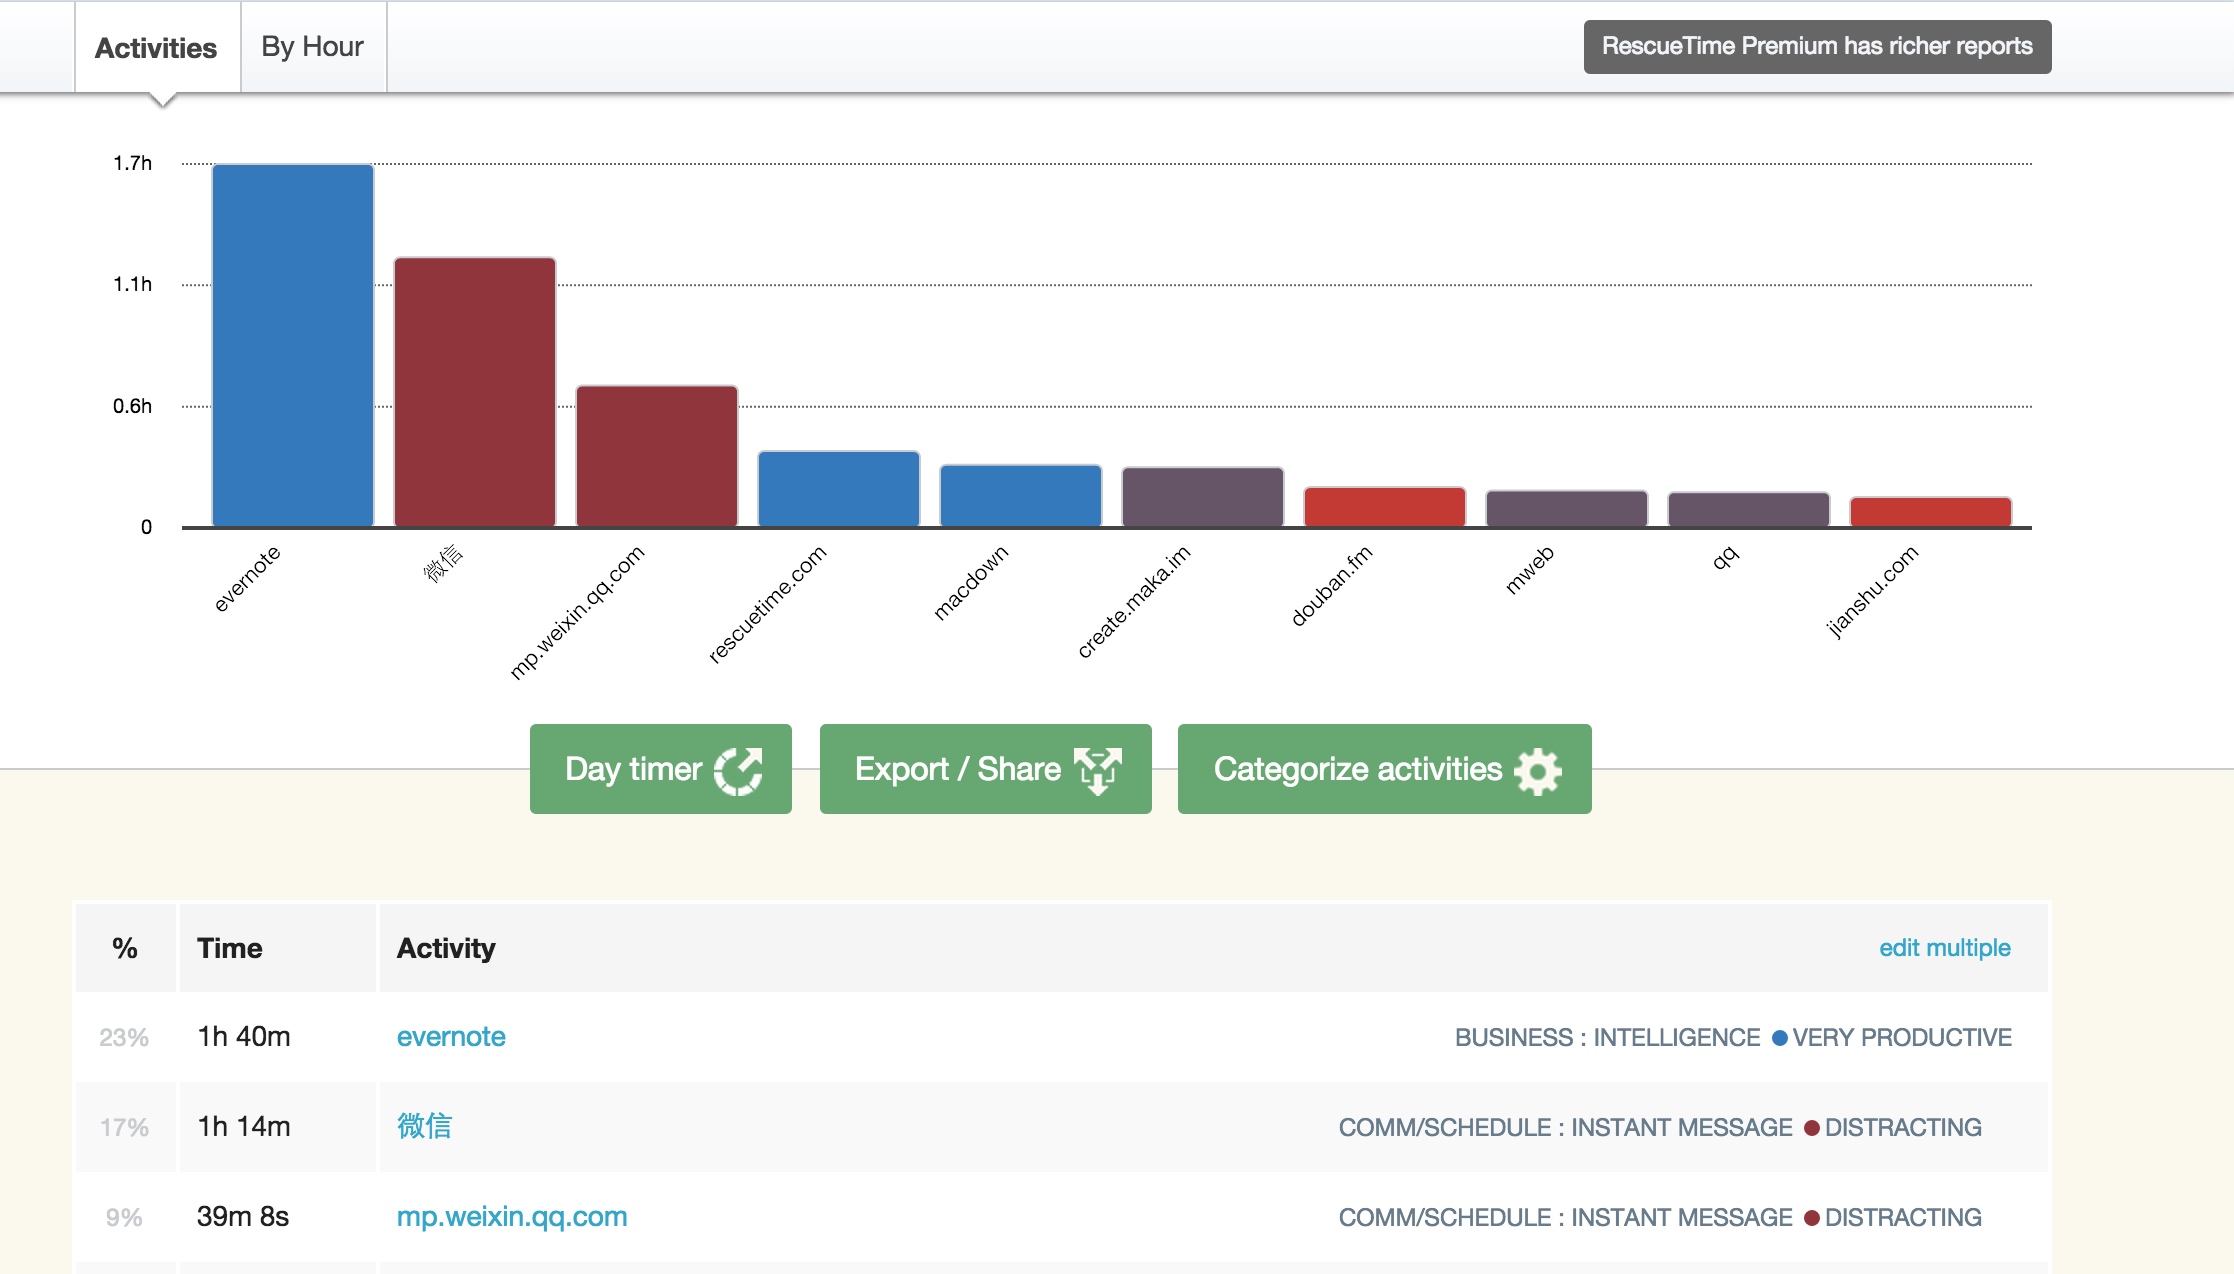 Activities
By Hour
RescueTime Premium has richer reports
1.7h
1.1h
0.6h
0
evernote
微信
mp.weixin.qq.com
rescuetime.com
macdown
create.maka.im
douban.fm
mweb
qq
jianshu.com
Day timer
Export / Share
Categorize activities
% Time Activity edit multiple
23% 1h 40m evernote BUSINESS : INTELLIGENCE VERY PRODUCTIVE
17% 1h 14m 微信 COMM/SCHEDULE : INSTANT MESSAGE DISTRACTING
9% 39m 8s mp.weixin.qq.com COMM/SCHEDULE : INSTANT MESSAGE DISTRACTING